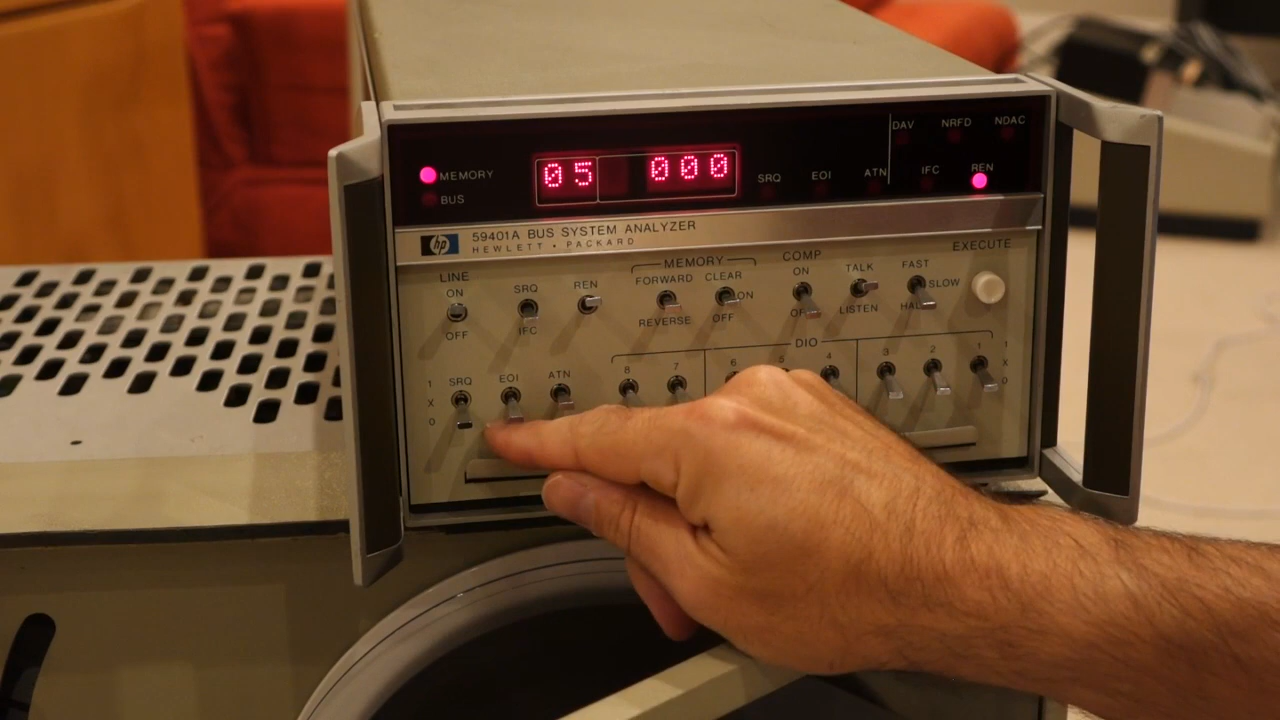 DAV NRFD NDAC
MEMORY 05 000 SRQ EOI ATN IFC REN
BUS
hp 59401A BUS SYSTEM ANALYZER
HEWLETT • PACKARD
EXECUTE
LINE MEMORY COMP
ON SRQ REN FORWARD CLEAR ON TALK FAST
ON SLOW
OFF IFC REVERSE OFF LISTEN
DIO
1 SRQ EOI ATN 8 7 6 5 4 3 2 1 1
X X
0 0